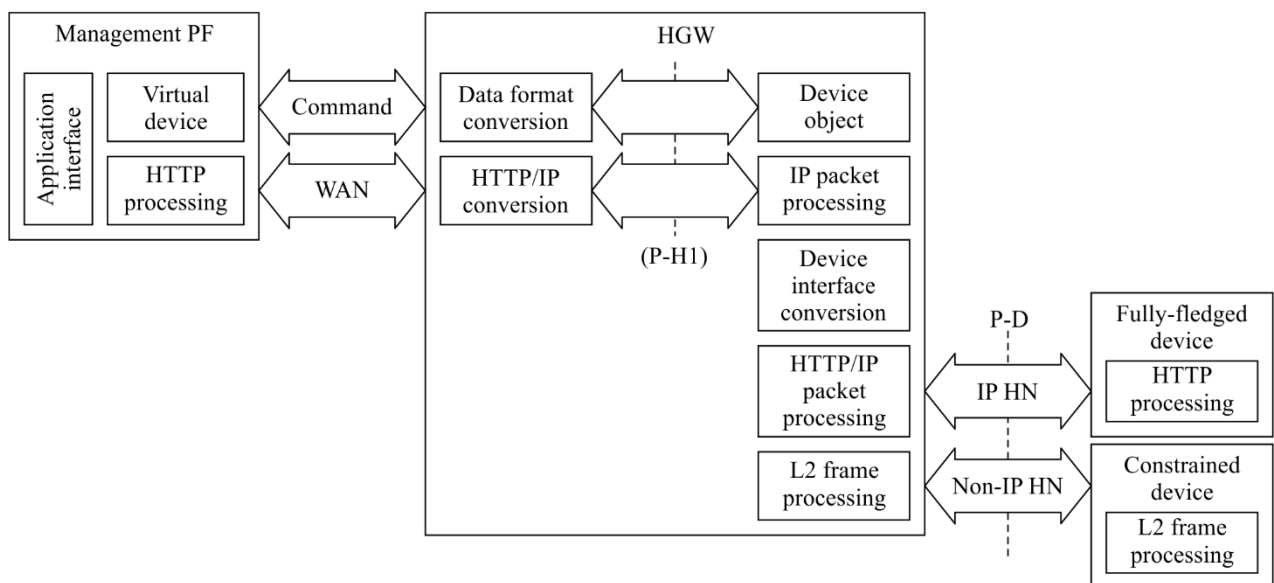 Management PF
Application
interface
Virtual
device
HTTP
processing
Command
WAN
HGW
Data format
conversion
Device
object
HTTP/IP
conversion
IP packet
processing
(P-H1)
Device
interface
conversion
HTTP/IP
packet
processing
L2 frame
processing
P-D
IP HN
Non-IP HN
Fully-fledged
device
HTTP
processing
Constrained
device
L2 frame
processing